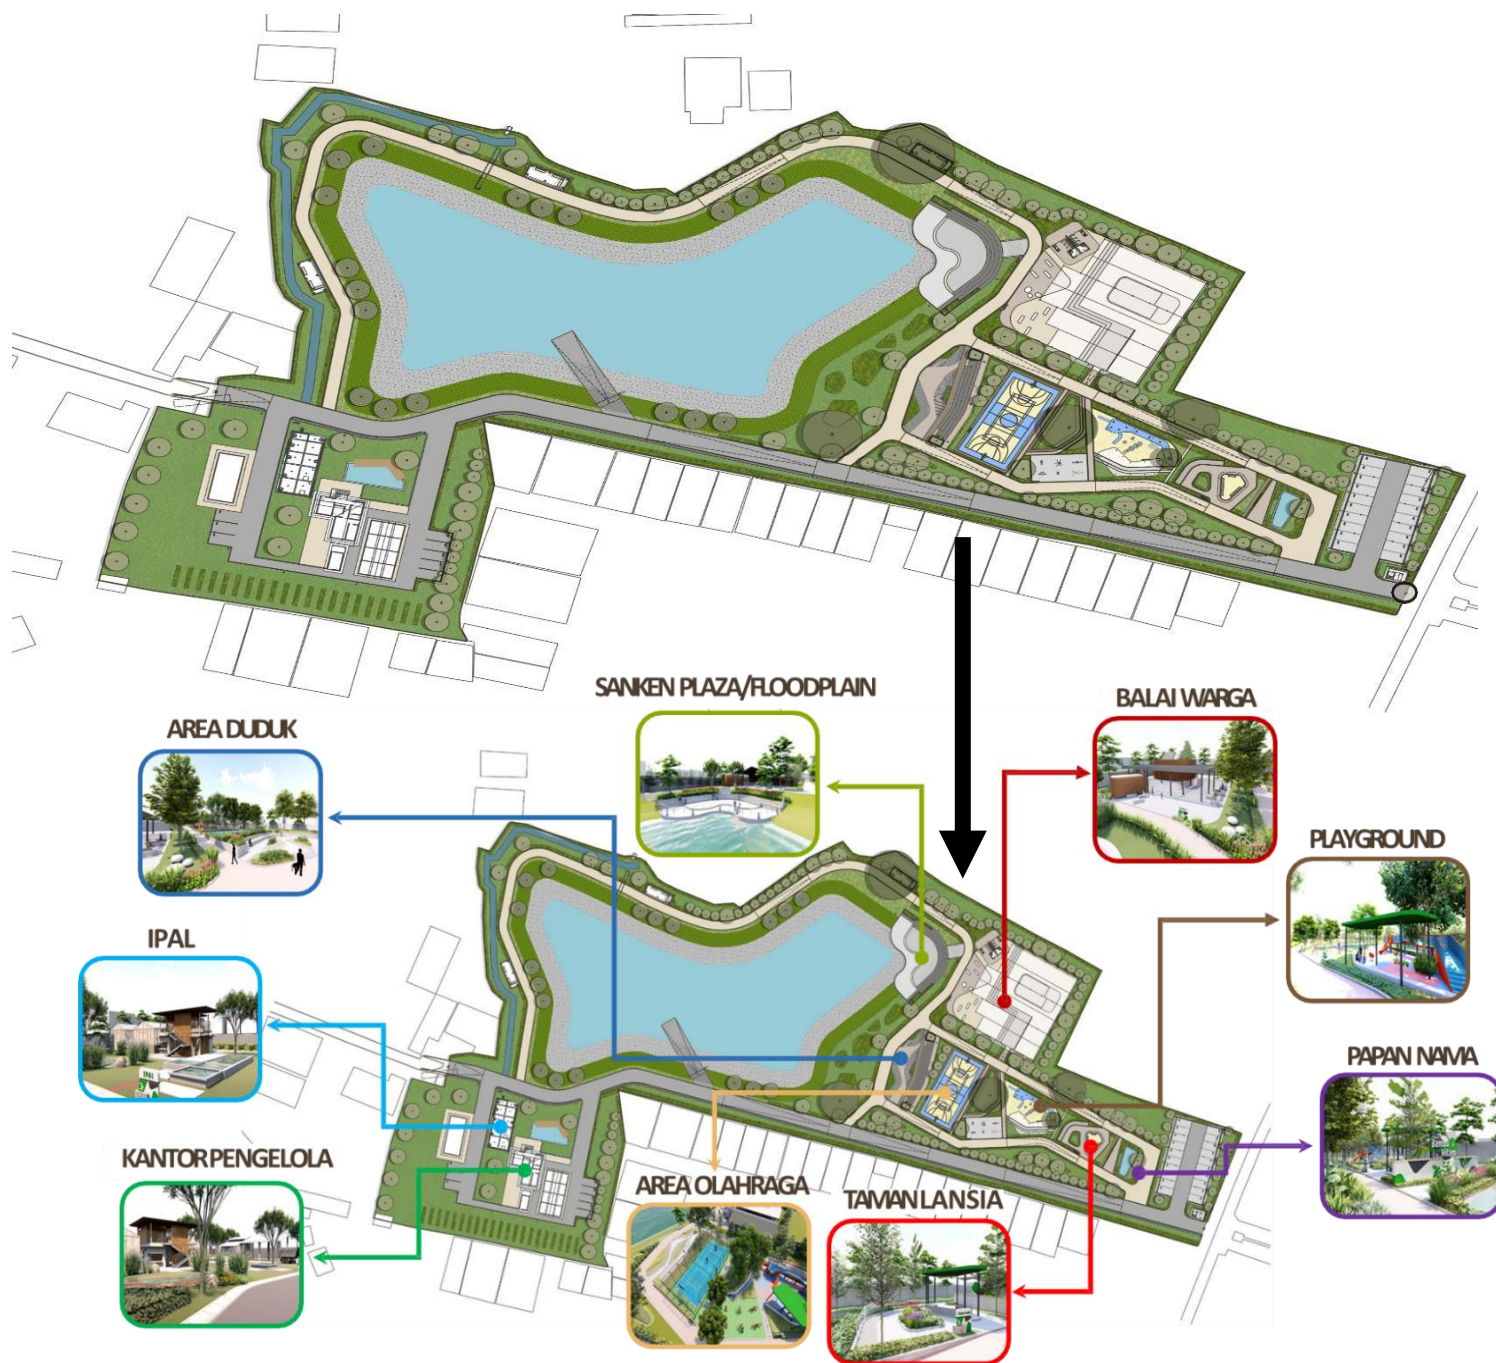 SANKEN PLAZA/FLOODPLAIN
BALAI WARGA
AREA DUDUK
PLAYGROUND
IPAL
PAPAN NAMA
KANTOR PENGELOLA
AREA OLAHRAGA
TAMAN LANSIA